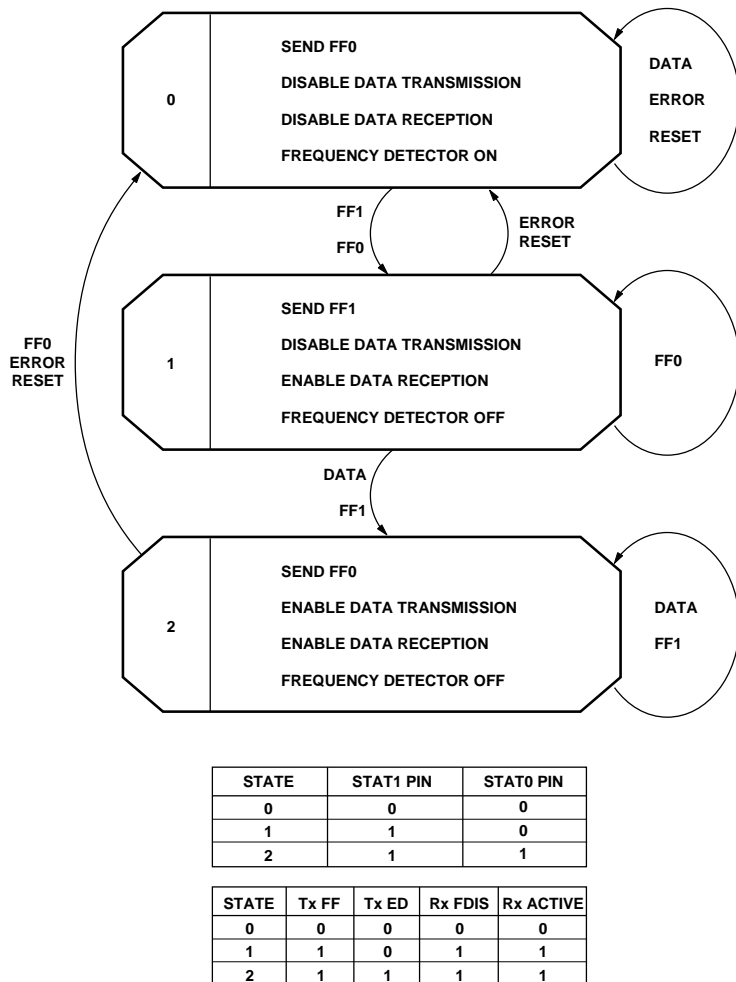 SEND FF0
DISABLE DATA TRANSMISSION
0
DISABLE DATA RECEPTION
FREQUENCY DETECTOR ON
DATA
ERROR
RESET
FF1
FF0
ERROR
RESET
SEND FF1
DISABLE DATA TRANSMISSION
1
ENABLE DATA RECEPTION
FREQUENCY DETECTOR OFF
FF0
FF0
ERROR
RESET
DATA
FF1
SEND FF0
ENABLE DATA TRANSMISSION
2
ENABLE DATA RECEPTION
FREQUENCY DETECTOR OFF
DATA
FF1
STATE STAT1 PIN STAT0 PIN
0 0 0
1 1 0
2 1 1
STATE Tx FF Tx ED Rx FDIS Rx ACTIVE
0 0 0 0 0
1 1 0 1 1
2 1 1 1 1